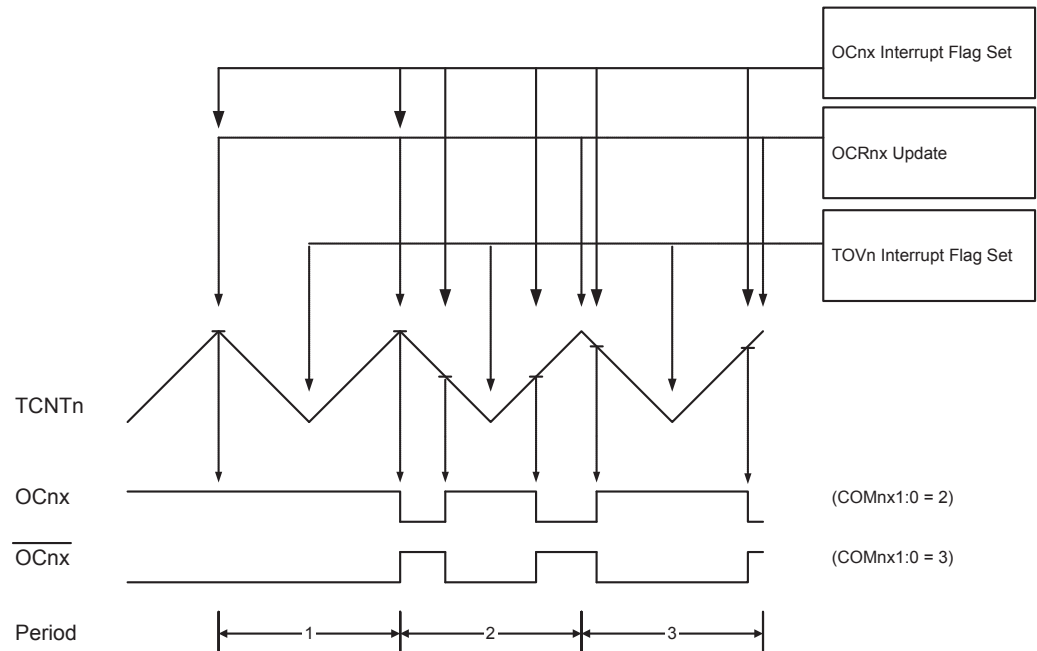 OCnx Interrupt Flag Set
OCRnx Update
TOVn Interrupt Flag Set
TCNTn
OCnx
(COMnx1:0 = 2)
OCnx
(COMnx1:0 = 3)
Period
1
2
3